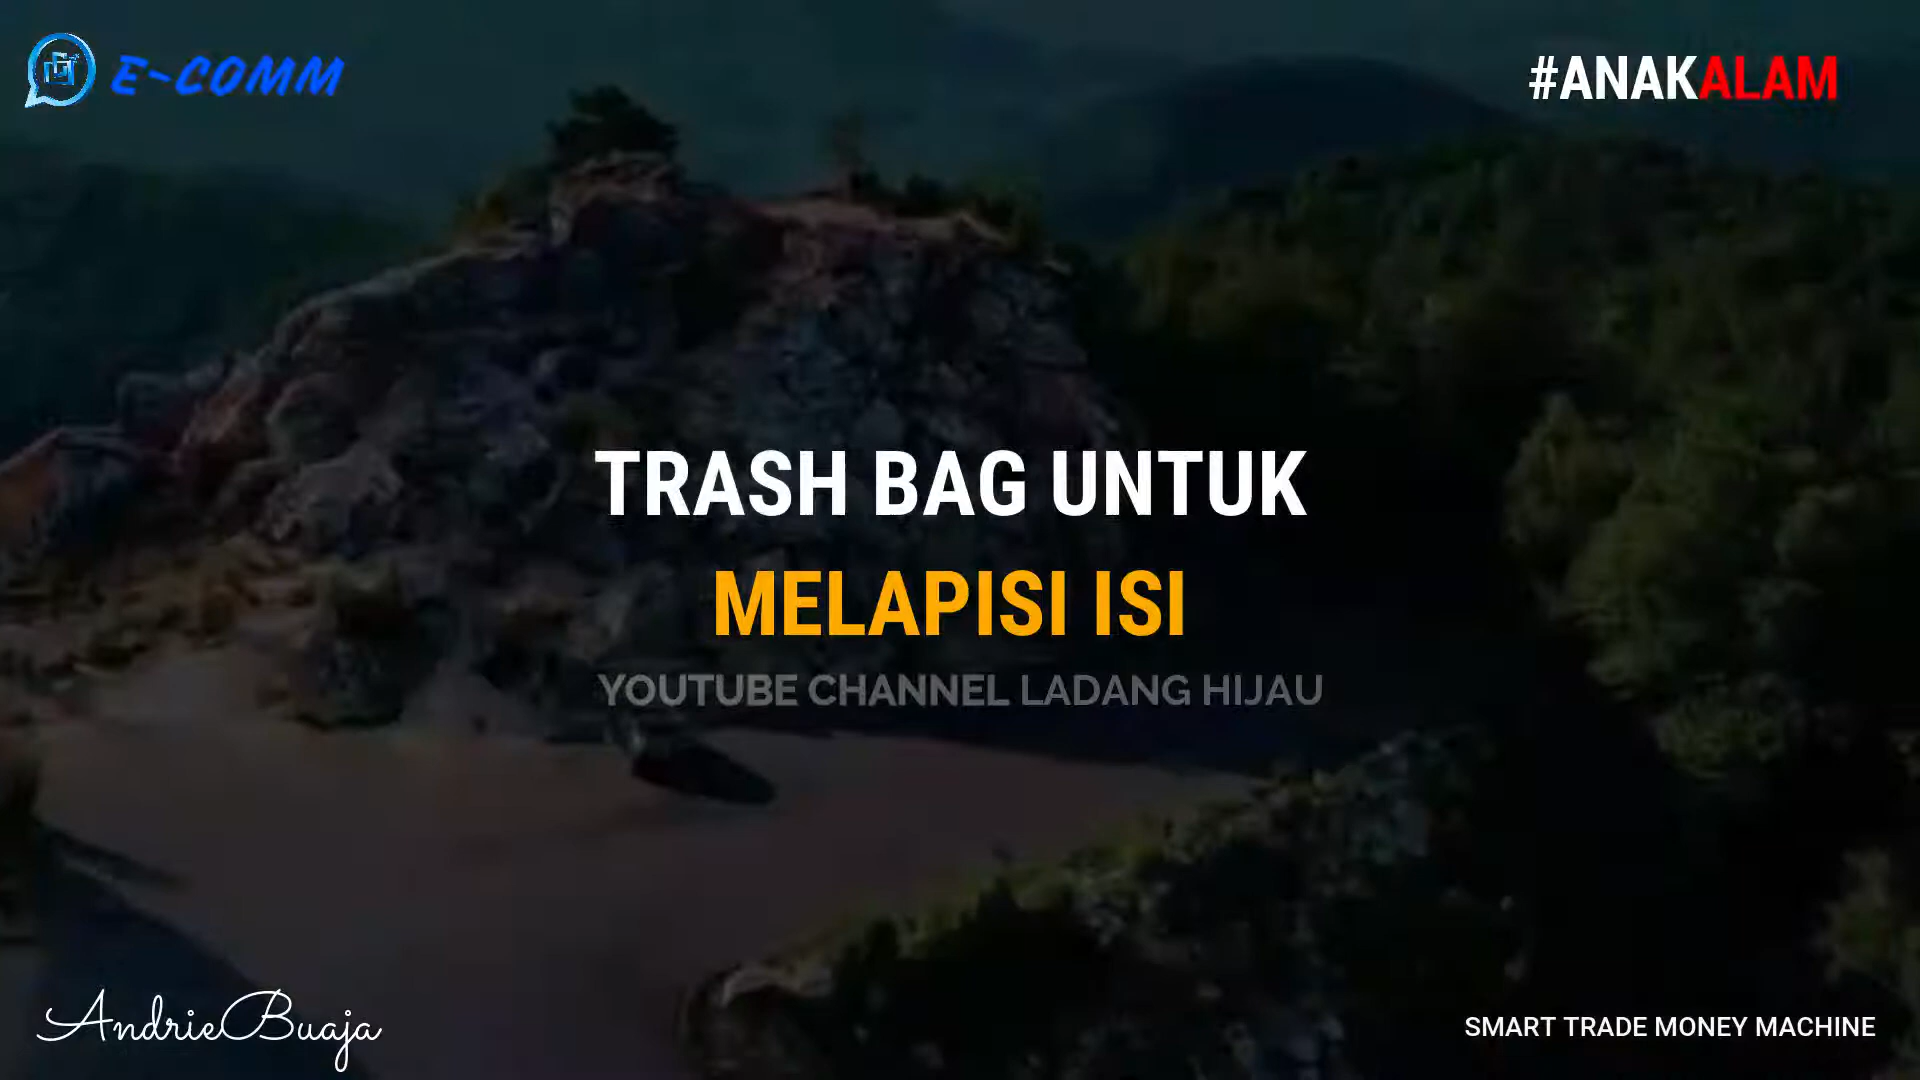 E-COMM
#ANAKALAM
TRASH BAG UNTUK
MELAPISI ISI
YOUTUBE CHANNEL LADANG HIJAU
AndrieBuaja
SMART TRADE MONEY MACHINE